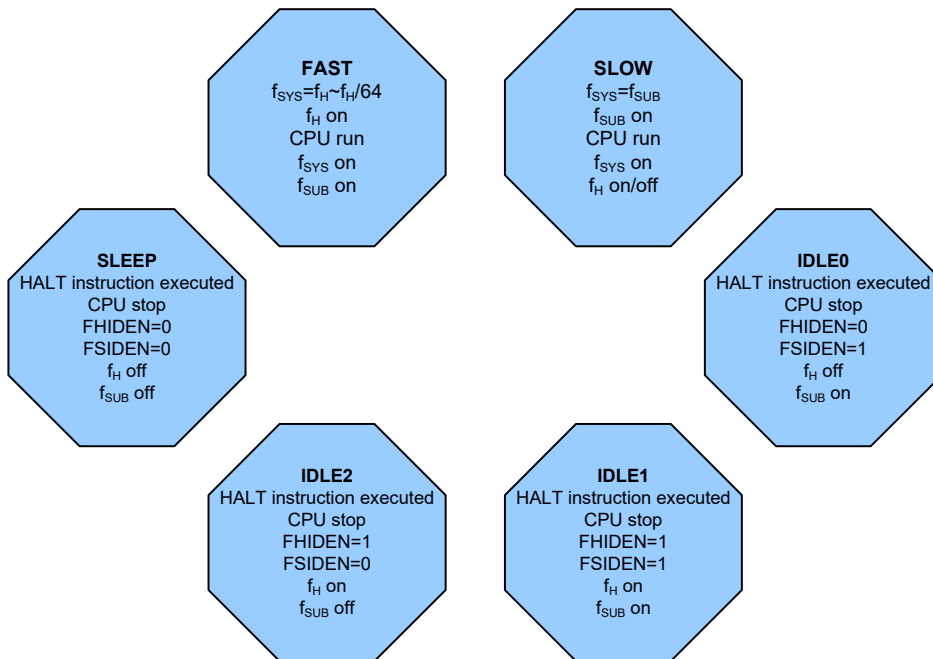 FAST
fSYS=fH~fH/64
fH on
CPU run
fSYS on
fSUB on
SLOW
fSYS=fSUB
fSUB on
CPU run
fSYS on
fH on/off
SLEEP
HALT instruction executed
CPU stop
FHIDEN=0
FSIDEN=0
fH off
fSUB off
IDLE0
HALT instruction executed
CPU stop
FHIDEN=0
FSIDEN=1
fH off
fSUB on
IDLE2
HALT instruction executed
CPU stop
FHIDEN=1
FSIDEN=0
fH on
fSUB off
IDLE1
HALT instruction executed
CPU stop
FHIDEN=1
FSIDEN=1
fH on
fSUB on